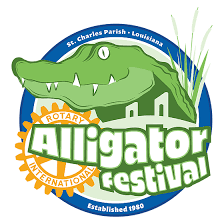 St. Charles Parish • Louisiana
ROTARY
INTERNATIONAL
Alligator
festival
Established 1980